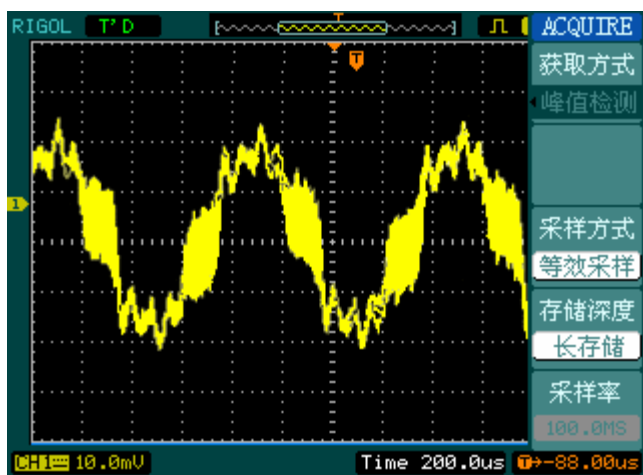 RIGOL T'D T ACQUIRE
获取方式
T
峰值检测
1
采样方式
等效采样
存储深度
长存储
采样率
100.0MS
CH1 10.0mV Time 200.0us T→-88.00us